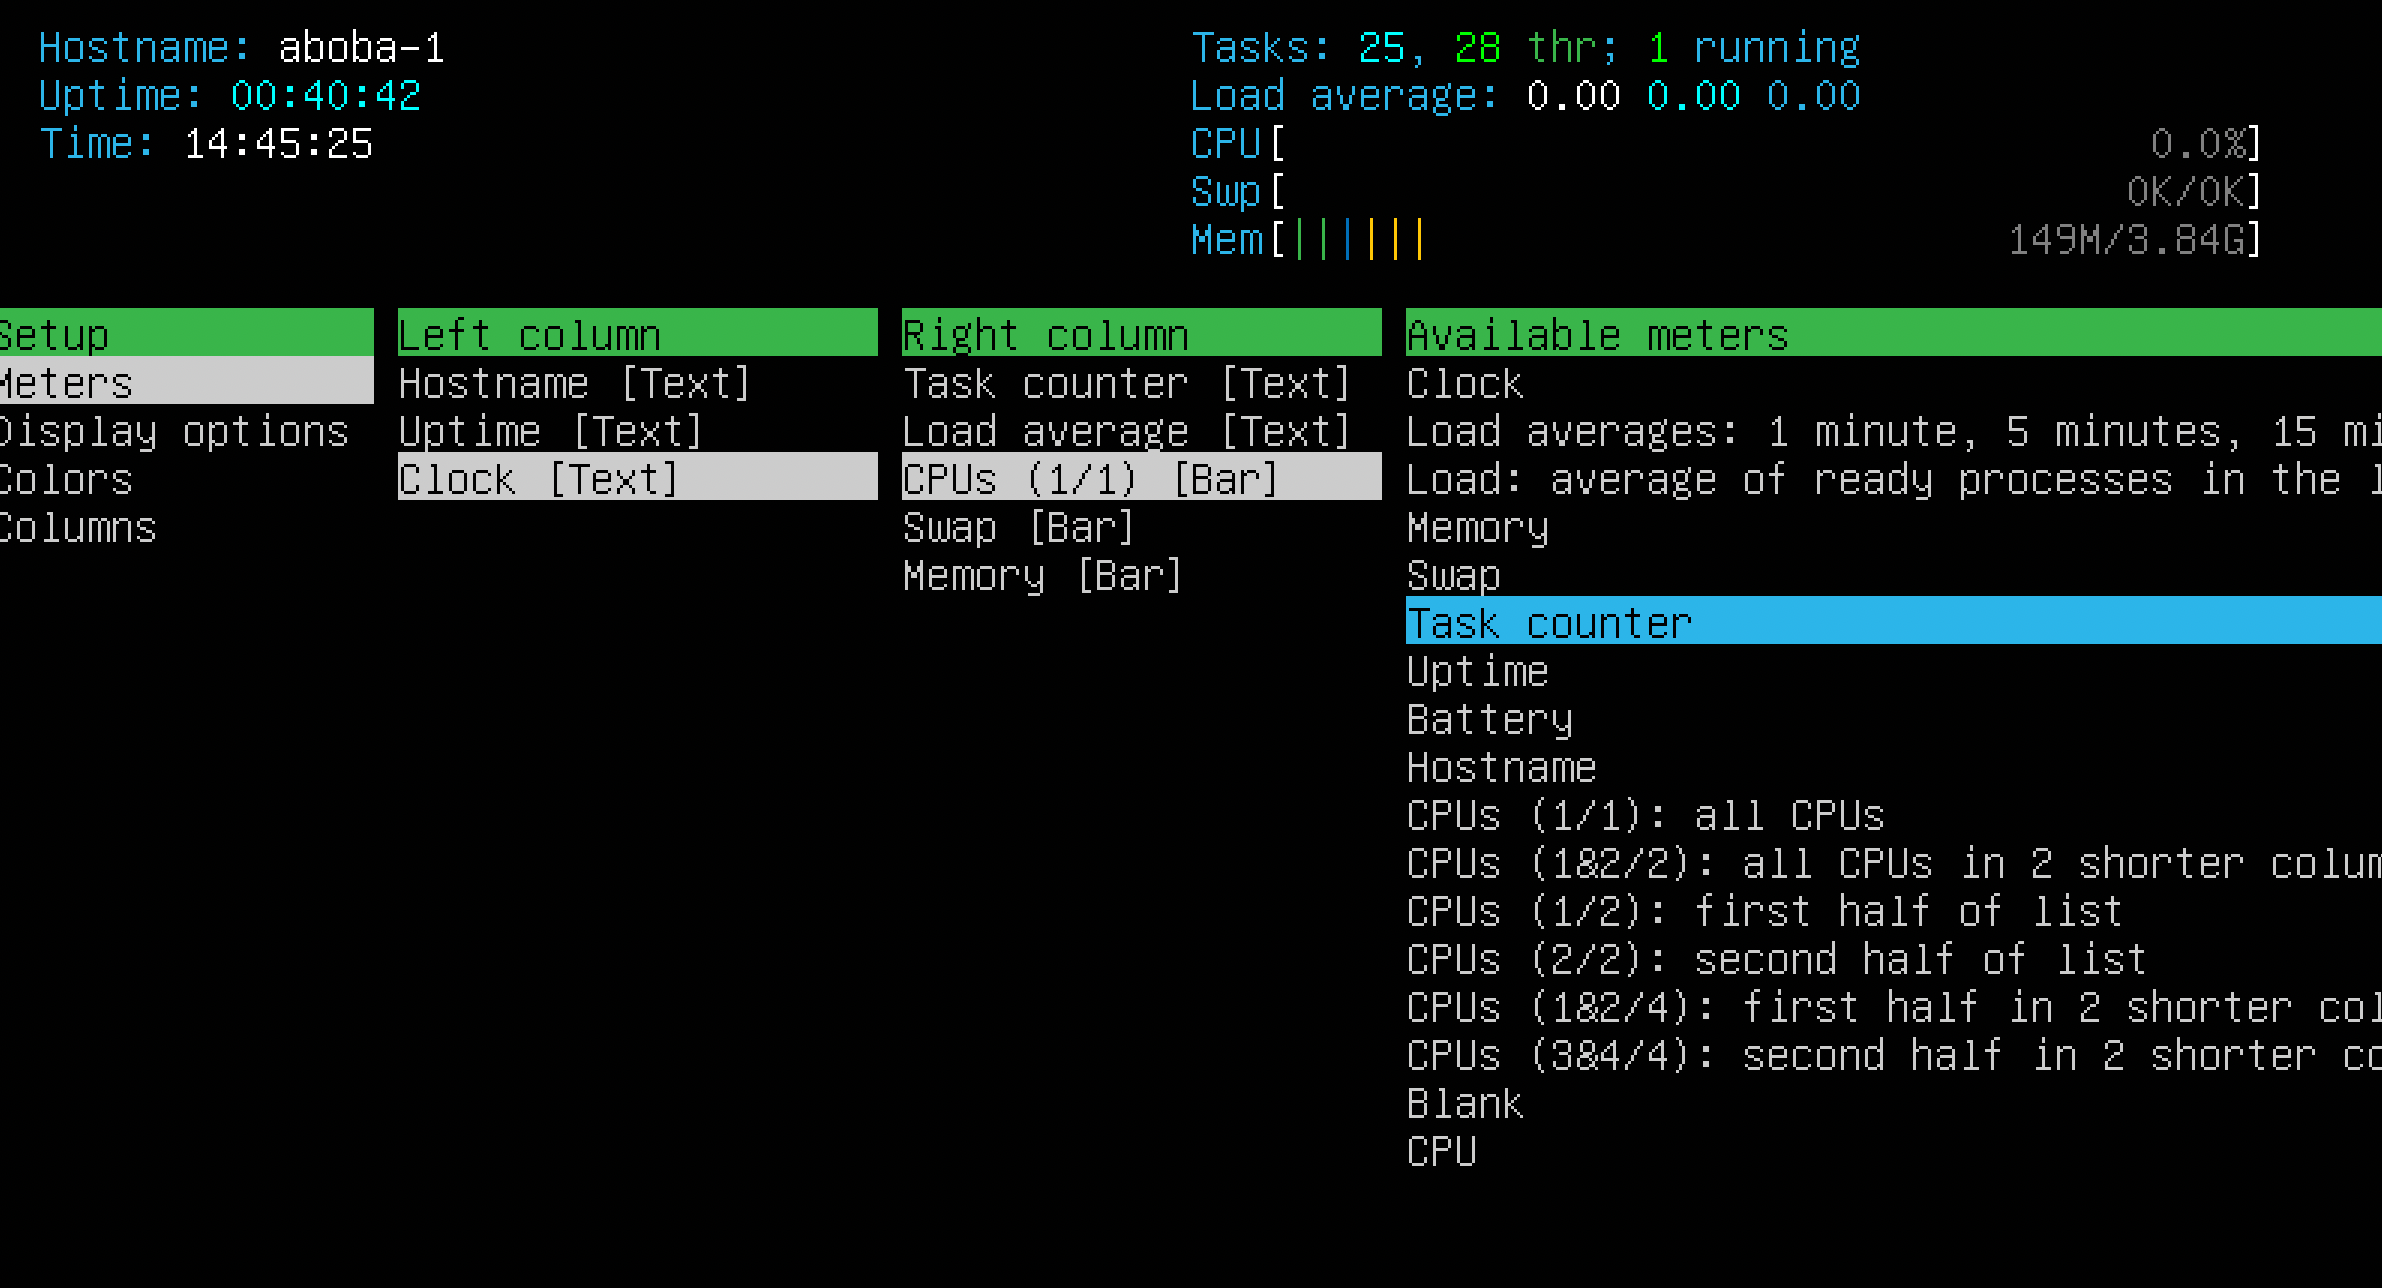 Hostname: aboba-1
Uptime: 00:40:42
Time: 14:45:25
Tasks: 25, 28 thr; 1 running
Load average: 0.00 0.00 0.00
CPU[ 0.0%]
Swp[ 0K/0K]
Mem[|||||| 149M/3.84G]
Setup
Meters
Display options
Colors
Columns
Left column
Hostname [Text]
Uptime [Text]
Clock [Text]
Right column
Task counter [Text]
Load average [Text]
CPUs (1/1) [Bar]
Swap [Bar]
Memory [Bar]
Available meters
Clock
Load averages: 1 minute, 5 minutes, 15 mi
Load: average of ready processes in the l
Memory
Swap
Task counter
Uptime
Battery
Hostname
CPUs (1/1): all CPUs
CPUs (1&2/2): all CPUs in 2 shorter colum
CPUs (1/2): first half of list
CPUs (2/2): second half of list
CPUs (1&2/4): first half in 2 shorter col
CPUs (3&4/4): second half in 2 shorter co
Blank
CPU